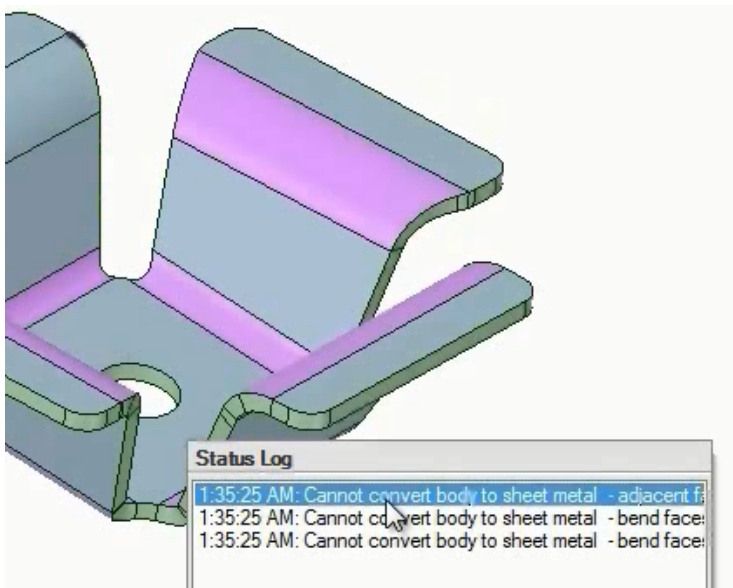 Status Log
1:35:25 AM: Cannot convert body to sheet metal - adjacent
1:35:25 AM: Cannot convert body to sheet metal - bend faces
1:35:25 AM: Cannot convert body to sheet metal - bend faces